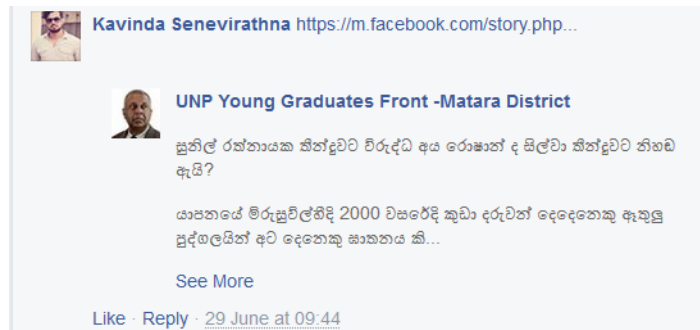 Kavinda Senevirathna https://m.facebook.com/story.php...
UNP Young Graduates Front -Matara District
සුනිල් රත්නායක තීන්දුවට විරුද්ධ අය රොෂාන් ද සිල්වා තීන්දුවට නිහඬ
ඇයි?
යාපනයේ මිරුසුවිල්හිදි 2000 වසරේදි කුඩා දරුවන් දෙදෙනෙකු ඇතුලු
පුද්ගලයින් අට දෙනෙකු ඝාතනය කි...
See More
Like · Reply · 29 June at 09:44